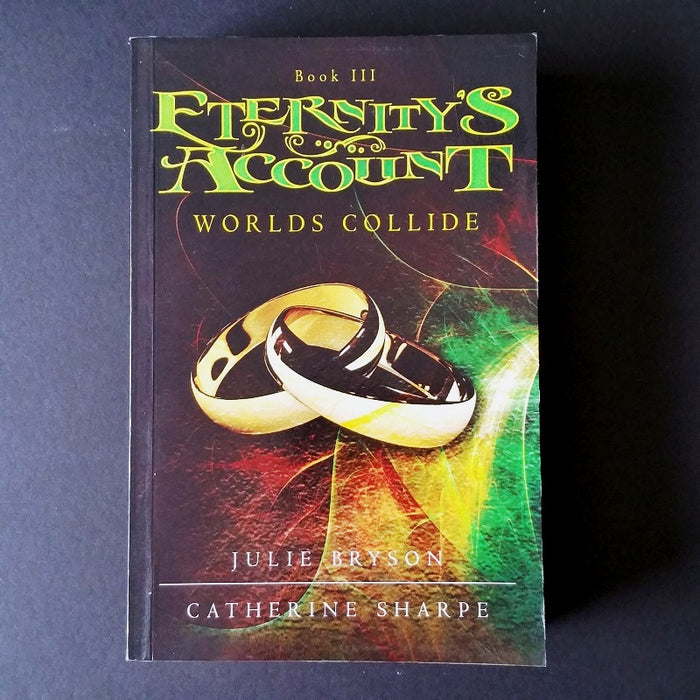 Book III
ETERNITY'S
ACCOUNT
WORLDS COLLIDE
JULIE BRYSON
CATHERINE SHARPE